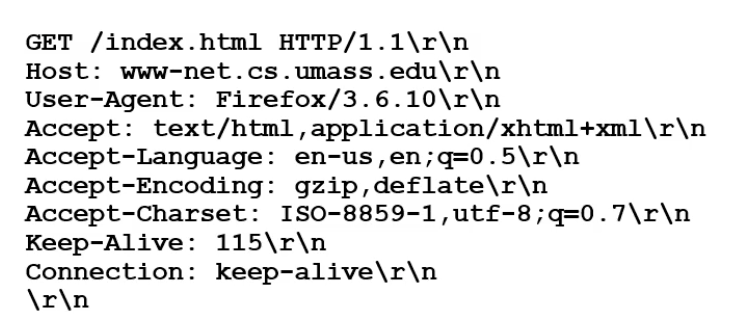 GET /index.html HTTP/1.1\r\n
Host: www-net.cs.umass.edu\r\n
User-Agent: Firefox/3.6.10\r\n
Accept: text/html,application/xhtml+xml\r\n
Accept-Language: en-us,en;q=0.5\r\n
Accept-Encoding: gzip,deflate\r\n
Accept-Charset: ISO-8859-1,utf-8;q=0.7\r\n
Keep-Alive: 115\r\n
Connection: keep-alive\r\n
\r\n